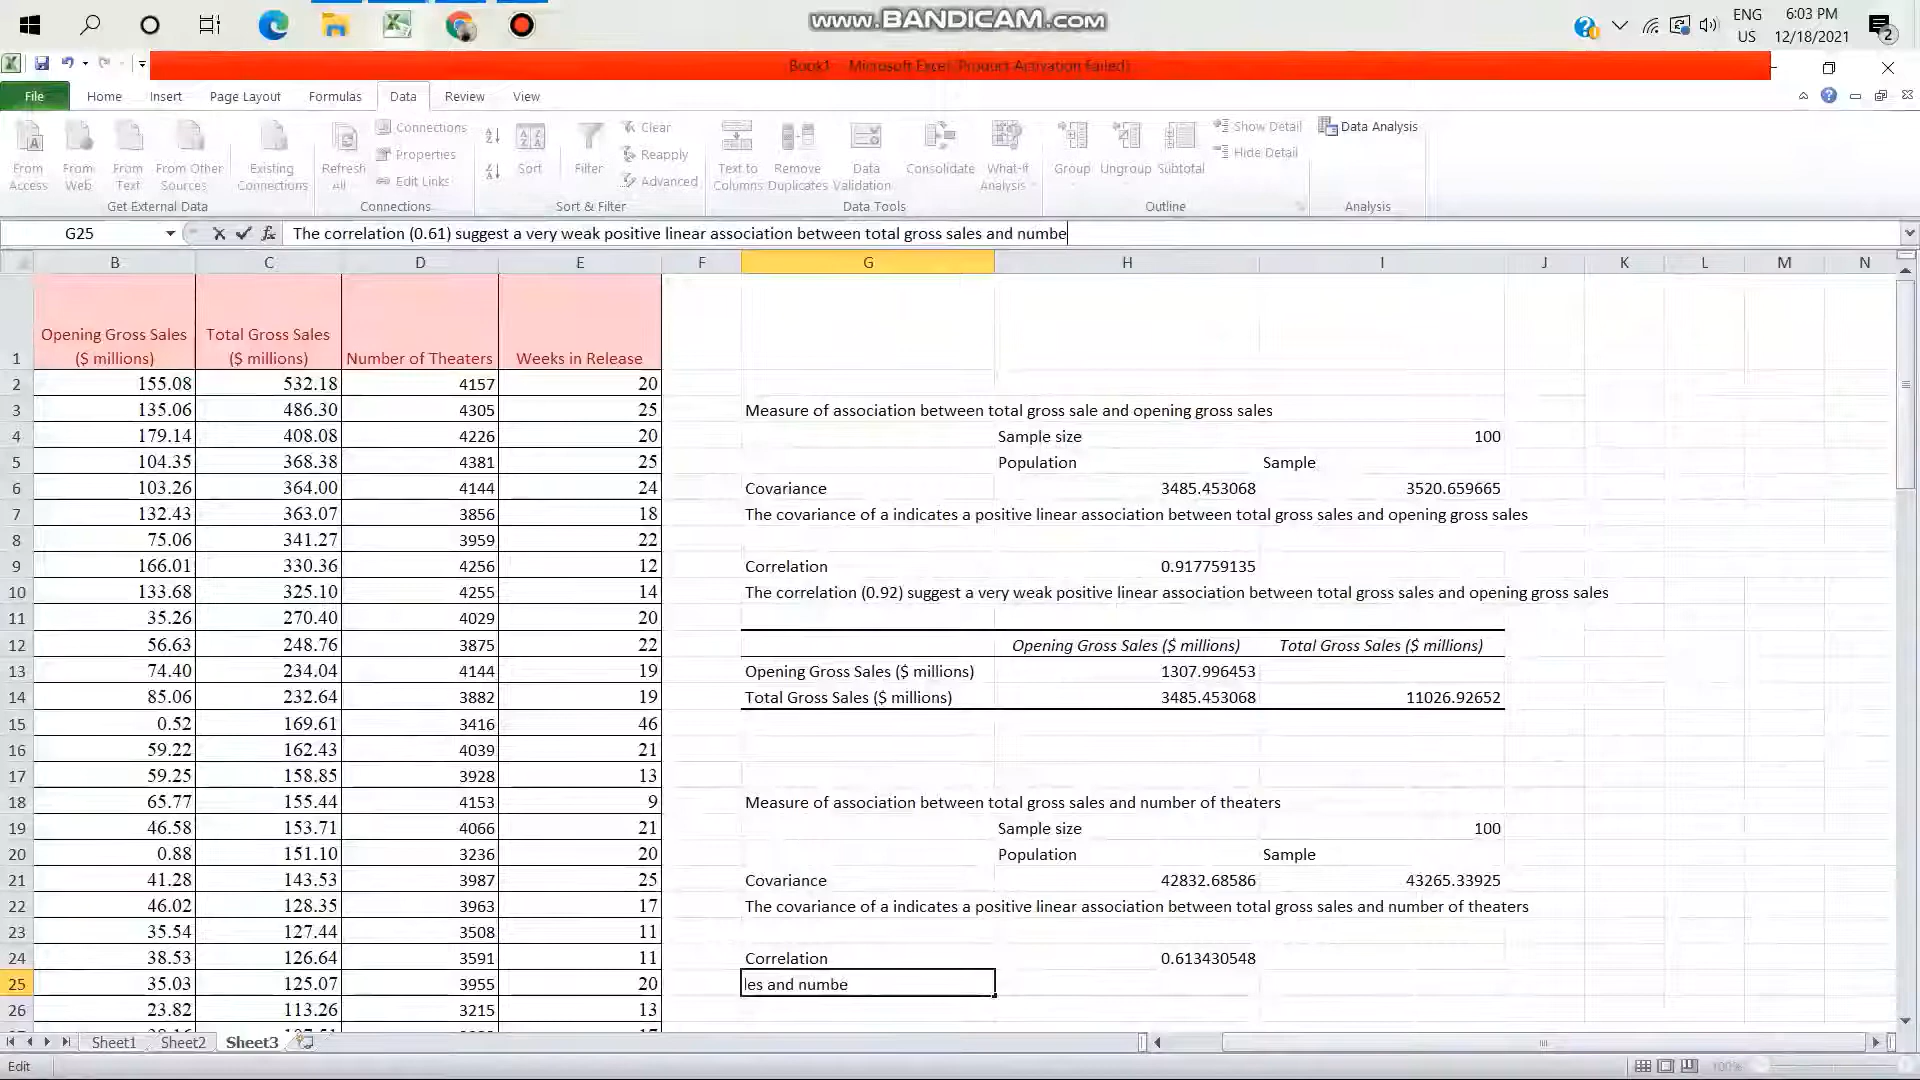 www.BANDICAM.com
ENG
US
6:03 PM
12/18/2021
2
Book1 Microsoft Excel (Product Activation Failed)
File Home Insert Page Layout Formulas Data Review View
From Access
From Web
From Text
From Other Sources
Existing Connections
Get External Data
Refresh All
Connections
Properties
Edit Links
Connections
Sort
Filter
Clear
Reapply
Advanced
Sort & Filter
Text to Columns
Remove Duplicates
Data Validation
Consolidate
What-If Analysis
Data Tools
Group
Ungroup
Subtotal
Show Detail
Hide Detail
Outline
Data Analysis
Analysis
G25 fx The correlation (0.61) suggest a very weak positive linear association between total gross sales and numbe
B C D E F G H I J K L M N
1 Opening Gross Sales ($ millions) Total Gross Sales ($ millions) Number of Theaters Weeks in Release
2 155.08 532.18 4157 20
3 135.06 486.30 4305 25 Measure of association between total gross sale and opening gross sales
4 179.14 408.08 4226 20 Sample size 100
5 104.35 368.38 4381 25 Population Sample
6 103.26 364.00 4144 24 Covariance 3485.453068 3520.659665
7 132.43 363.07 3856 18 The covariance of a indicates a positive linear association between total gross sales and opening gross sales
8 75.06 341.27 3959 22
9 166.01 330.36 4256 12 Correlation 0.917759135
10 133.68 325.10 4255 14 The correlation (0.92) suggest a very weak positive linear association between total gross sales and opening gross sales
11 35.26 270.40 4029 20
12 56.63 248.76 3875 22 Opening Gross Sales ($ millions) Total Gross Sales ($ millions)
13 74.40 234.04 4144 19 Opening Gross Sales ($ millions) 1307.996453
14 85.06 232.64 3882 19 Total Gross Sales ($ millions) 3485.453068 11026.92652
15 0.52 169.61 3416 46
16 59.22 162.43 4039 21
17 59.25 158.85 3928 13
18 65.77 155.44 4153 9 Measure of association between total gross sales and number of theaters
19 46.58 153.71 4066 21 Sample size 100
20 0.88 151.10 3236 20 Population Sample
21 41.28 143.53 3987 25 Covariance 42832.68586 43265.33925
22 46.02 128.35 3963 17 The covariance of a indicates a positive linear association between total gross sales and number of theaters
23 35.54 127.44 3508 11
24 38.53 126.64 3591 11 Correlation 0.613430548
25 35.03 125.07 3955 20 les and numbe
26 23.82 113.26 3215 13
Sheet1 Sheet2 Sheet3
Edit
100%